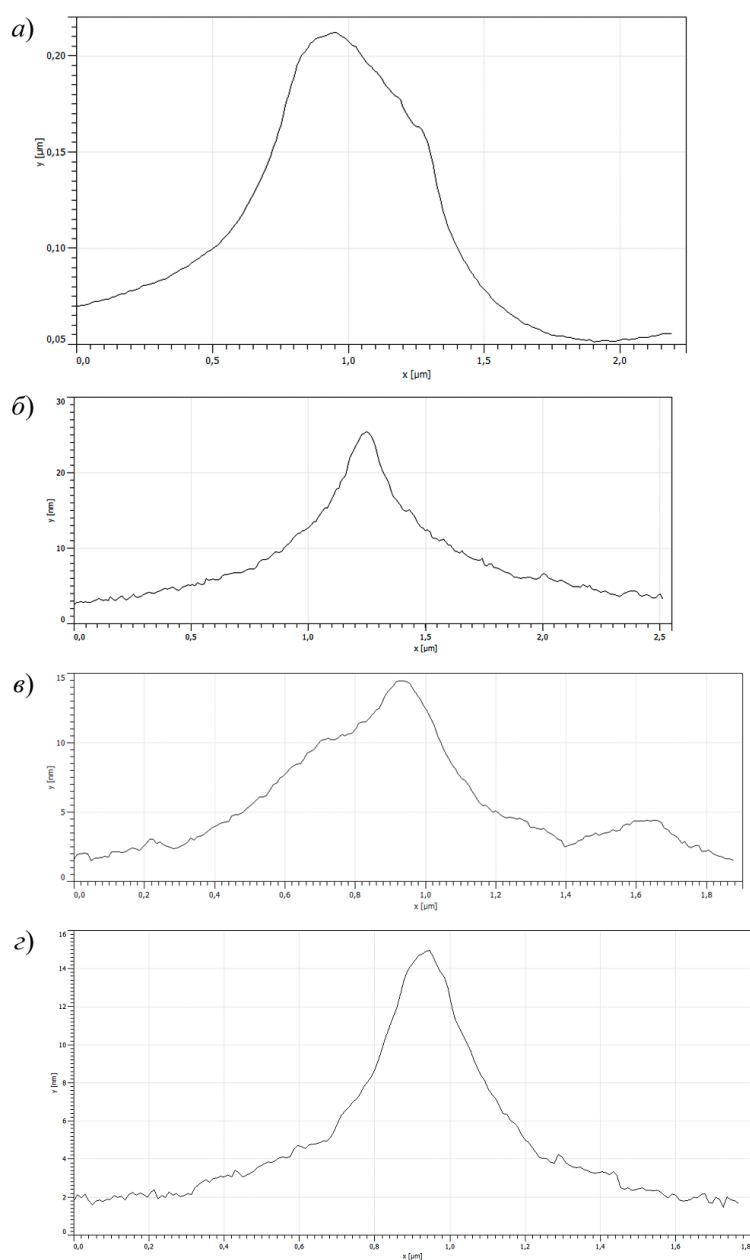 а)
y [µm]
0,20
0,15
0,10
0,05
0,0 0,5 1,0 1,5 2,0
x [µm]
б)
y [nm]
30
20
10
0
0,0 0,5 1,0 1,5 2,0 2,5
x [µm]
в)
y [nm]
15
10
5
0
0,0 0,2 0,4 0,6 0,8 1,0 1,2 1,4 1,6 1,8
x [µm]
г)
y [nm]
16
14
12
10
8
6
4
2
0
0,0 0,2 0,4 0,6 0,8 1,0 1,2 1,4 1,6 1,8
x [µm]